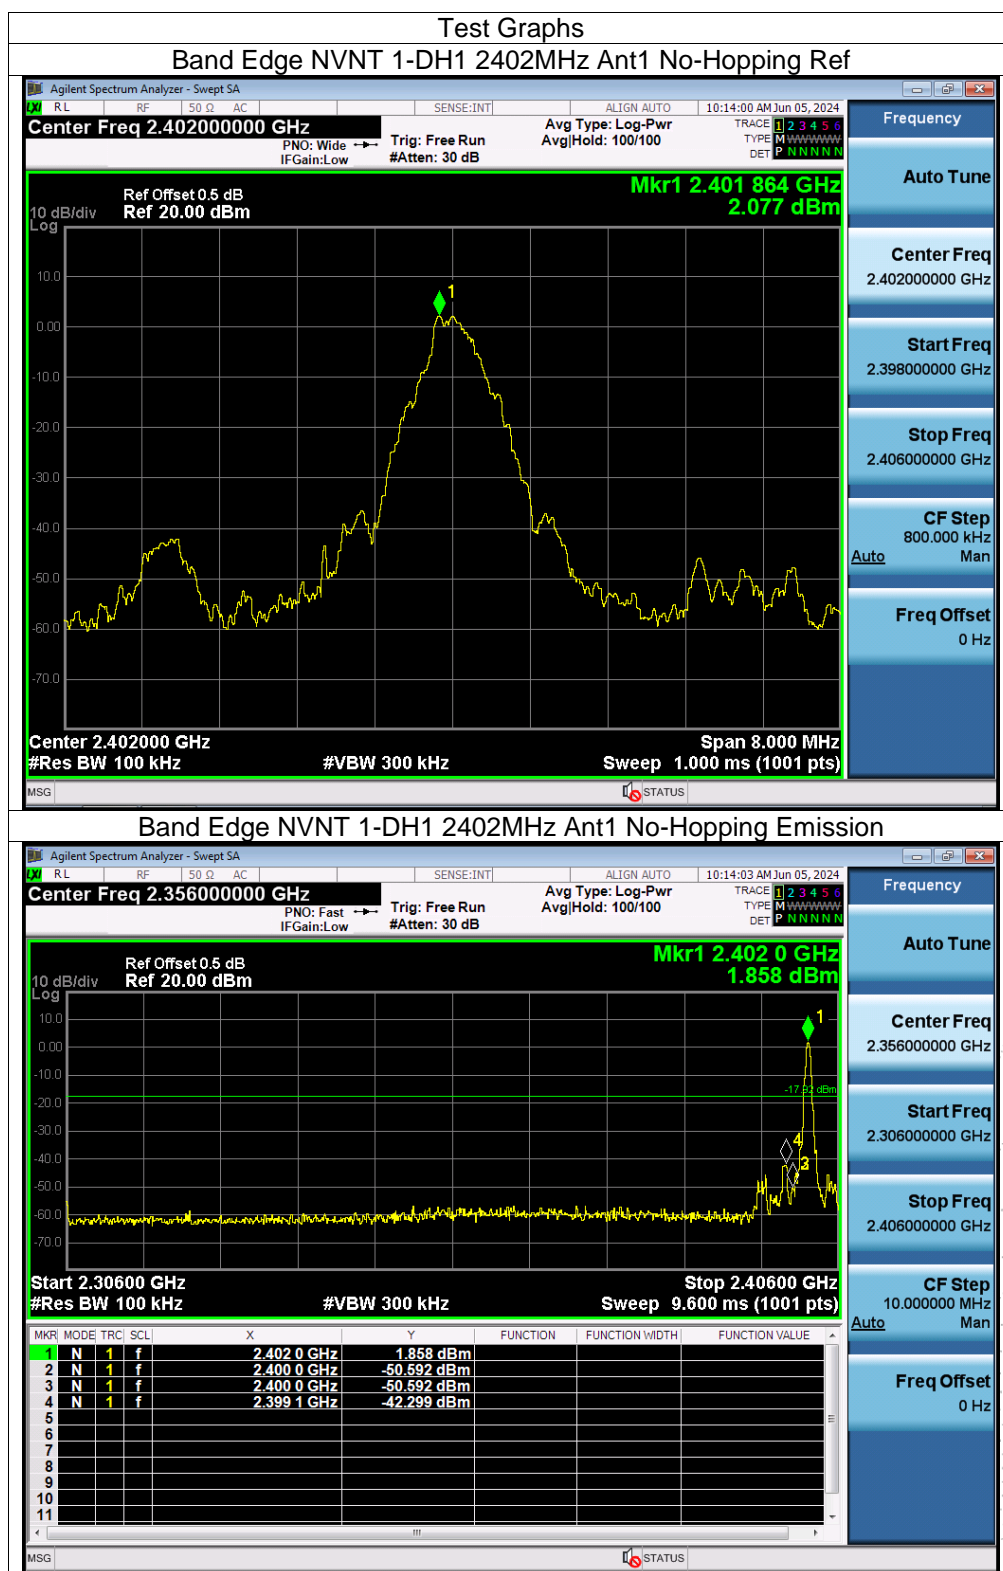 Test Graphs
Band Edge NVNT 1-DH1 2402MHz Ant1 No-Hopping Ref
Agilent Spectrum Analyzer - Swept SA
LXI RL RF 50 Ω AC SENSE:INT ALIGN AUTO 10:14:00 AM Jun 05, 2024
Center Freq 2.402000000 GHz
PNO: Wide
IFGain:Low
Trig: Free Run
#Atten: 30 dB
Avg Type: Log-Pwr
Avg|Hold: 100/100
TRACE 1 2 3 4 5 6
TYPE M W W W W W
DET P N N N N N
Frequency
Auto Tune
Center Freq
2.402000000 GHz
Start Freq
2.398000000 GHz
Stop Freq
2.406000000 GHz
CF Step
800.000 kHz
Auto Man
Freq Offset
0 Hz
Mkr1 2.401 864 GHz
2.077 dBm
Ref Offset 0.5 dB
10 dB/div Ref 20.00 dBm
Log
10.0
0.00
-10.0
-20.0
-30.0
-40.0
-50.0
-60.0
-70.0
1
Center 2.402000 GHz Span 8.000 MHz
#Res BW 100 kHz #VBW 300 kHz Sweep 1.000 ms (1001 pts)
MSG STATUS
Band Edge NVNT 1-DH1 2402MHz Ant1 No-Hopping Emission
Agilent Spectrum Analyzer - Swept SA
LXI RL RF 50 Ω AC SENSE:INT ALIGN AUTO 10:14:03 AM Jun 05, 2024
Center Freq 2.356000000 GHz
PNO: Fast
IFGain:Low
Trig: Free Run
#Atten: 30 dB
Avg Type: Log-Pwr
Avg|Hold: 100/100
TRACE 1 2 3 4 5 6
TYPE M W W W W W
DET P N N N N N
Frequency
Auto Tune
Center Freq
2.356000000 GHz
Start Freq
2.306000000 GHz
Stop Freq
2.406000000 GHz
CF Step
10.000000 MHz
Auto Man
Freq Offset
0 Hz
Mkr1 2.402 0 GHz
1.858 dBm
Ref Offset 0.5 dB
10 dB/div Ref 20.00 dBm
Log
10.0
0.00
-10.0
-20.0
-30.0
-40.0
-50.0
-60.0
-70.0
1
-17.92 dBm
4
Start 2.30600 GHz Stop 2.40600 GHz
#Res BW 100 kHz #VBW 300 kHz Sweep 9.600 ms (1001 pts)
MKR MODE TRC SCL X Y FUNCTION FUNCTION WIDTH FUNCTION VALUE
1 N 1 f 2.402 0 GHz 1.858 dBm
2 N 1 f 2.400 0 GHz -50.592 dBm
3 N 1 f 2.400 0 GHz -50.592 dBm
4 N 1 f 2.399 1 GHz -42.299 dBm
5
6
7
8
9
10
11
MSG STATUS